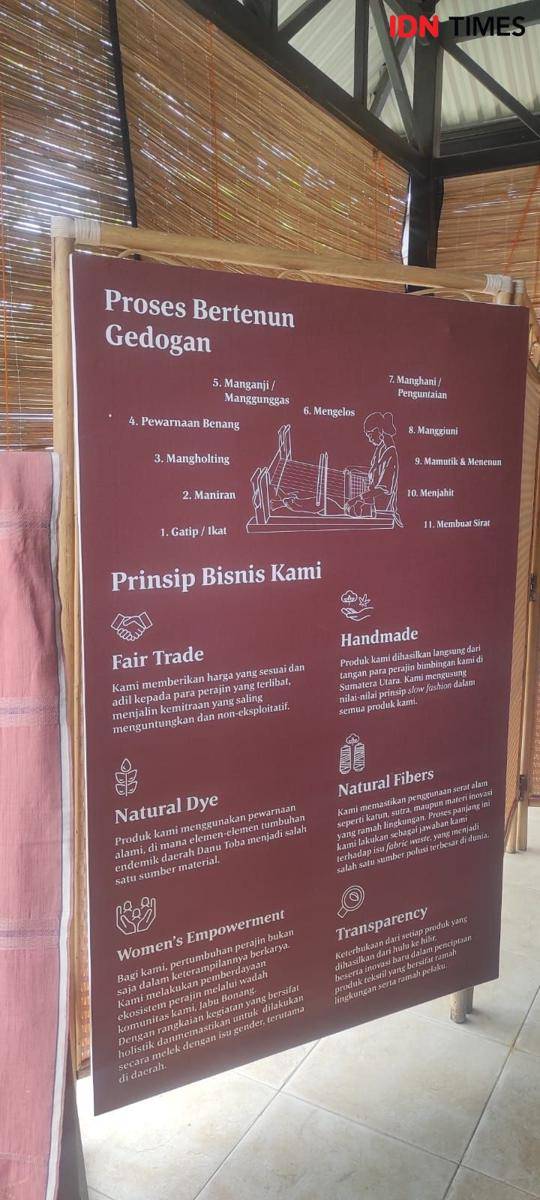 IDN TIMES
Proses Bertenun
Gedogan
1. Gatip / Ikat
2. Maniran
3. Mangholting
4. Pewarnaan Benang
5. Manganji /
Manggunggas
6. Mengelos
7. Manghani /
Penguntaian
8. Manggiuni
9. Mamutik & Menenun
10. Menjahit
11. Membuat Sirat
Prinsip Bisnis Kami
Fair Trade
Kami memberikan harga yang sesuai dan
adil kepada para perajin yang terlibat,
menjalin kemitraan yang saling
menguntungkan dan non-eksploitatif.
Handmade
Produk kami dihasilkan langsung dari
tangan para perajin bimbingan kami di
Sumatera Utara. Kami mengusung
nilai-nilai prinsip slow fashion dalam
semua produk kami.
Natural Dye
Produk kami menggunakan pewarnaan
alami, di mana elemen-elemen tumbuhan
endemik daerah Danu Toba menjadi salah
satu sumber material.
Natural Fibers
Kami memastikan penggunaan serat alam
seperti katun, sutra, maupun materi inovasi
yang ramah lingkungan. Proses panjang ini
kami lakukan sebagai jawaban kami
terhadap isu fabric waste, yang menjadi
salah satu sumber polusi terbesar di dunia.
Women's Empowerment
Bagi kami, pertumbuhan perajin bukan
saja dalam keterampilannya berkarya.
Kami melakukan pemberdayaan
ekosistem perajin melalui wadah
komunitas kami, Jabu Bonang.
Dengan rangkaian kegiatan yang bersifat
holistik danmemastikan untuk dilakukan
secara melek dengan isu gender, terutama
di daerah.
Transparency
Keterbukaan dari setiap produk yang
dihasilkan dari hulu ke hilir,
beserta inovasi baru dalam penciptaan
produk tekstil yang bersifat ramah
lingkungan serta ramah pelaku.